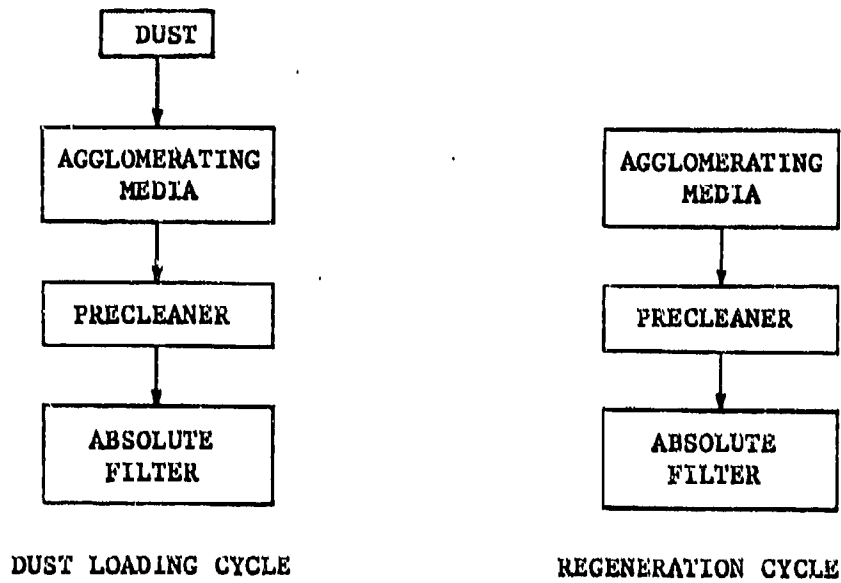 DUST
AGGLOMERATING
MEDIA
PRECLEANER
ABSOLUTE
FILTER
DUST LOADING CYCLE
AGGLOMERATING
MEDIA
PRECLEANER
ABSOLUTE
FILTER
REGENERATION CYCLE